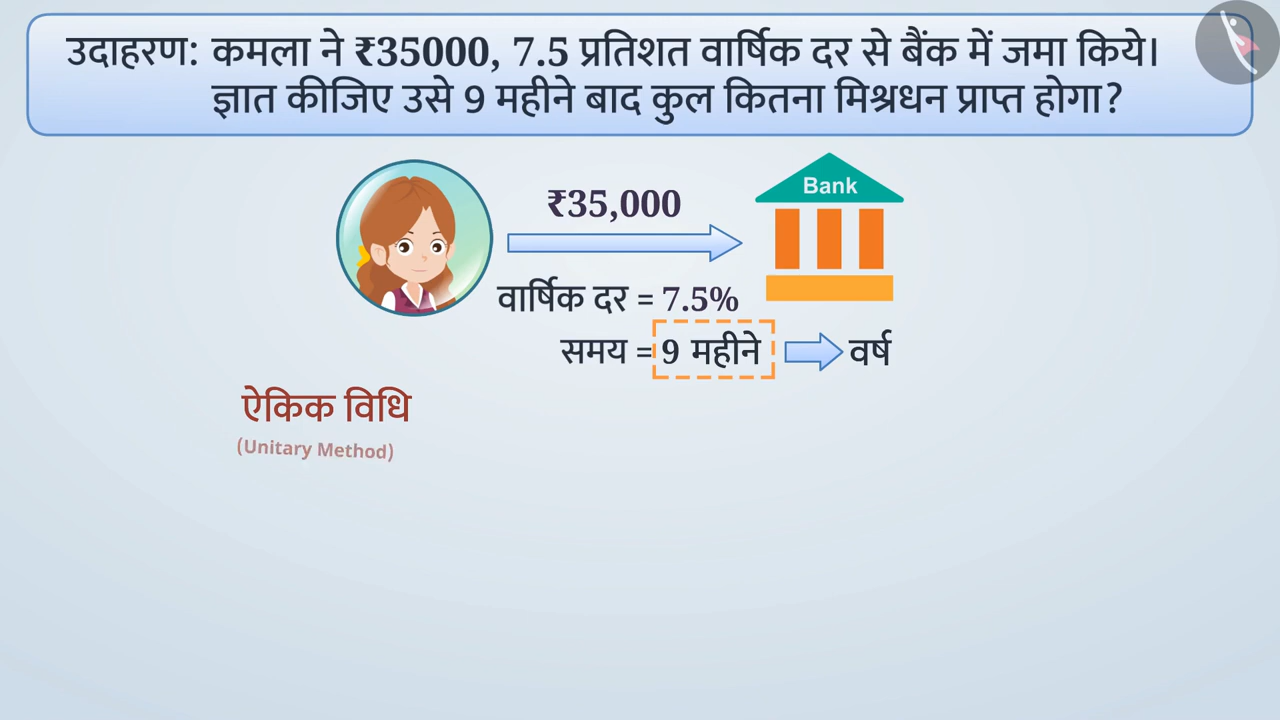 उदाहरण: कमला ने ₹35000, 7.5 प्रतिशत वार्षिक दर से बैंक में जमा किये।
ज्ञात कीजिए उसे 9 महीने बाद कुल कितना मिश्रधन प्राप्त होगा?
Bank
₹35,000
वार्षिक दर = 7.5%
समय = 9 महीने वर्ष
ऐकिक विधि
(Unitary Method)